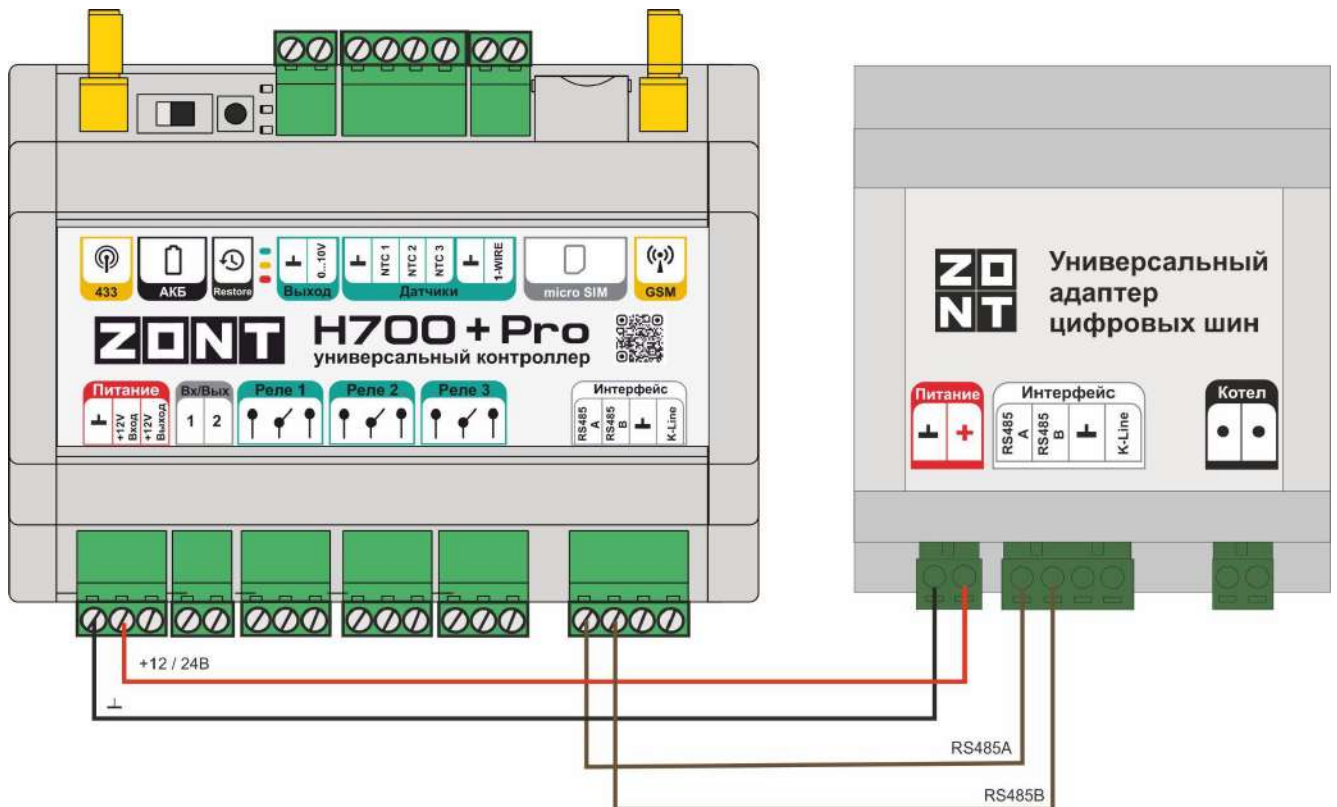 433
АКБ
Restore
0...10V
Выход
NTC 1
NTC 2
NTC 3
1-WIRE
Датчики
micro SIM
GSM
ZONT H700+Pro
универсальный контроллер
Питание
+12V Вход
+12V Выход
Вх/Вых
1 2
Реле 1
Реле 2
Реле 3
Интерфейс
RS485 A
RS485 B
K-Line
ZONT
Универсальный
адаптер
цифровых шин
Питание
+
Интерфейс
RS485 A
RS485 B
K-Line
Котел
+12 / 24В
RS485A
RS485B